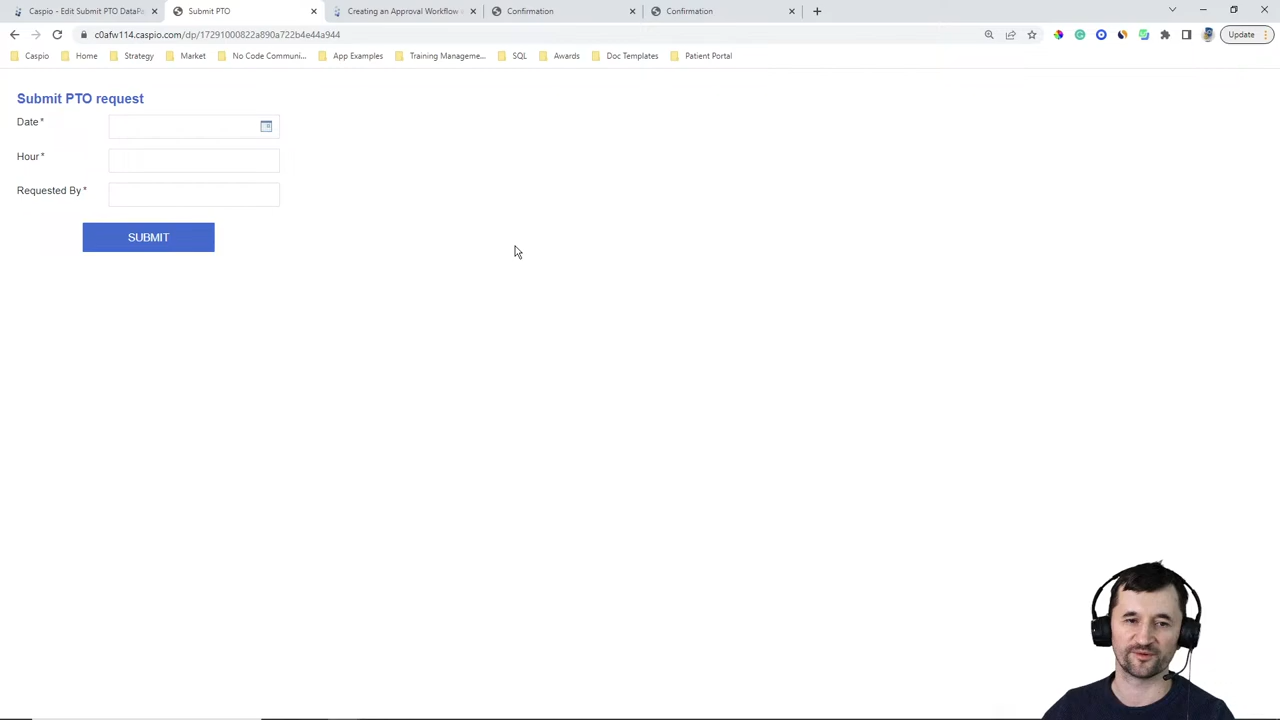 Caspio - Edit Submit PTO DataPa
Submit PTO
Creating an Approval Workflow
Confirmation
Confirmation
c0afw114.caspio.com/dp/17291000822a890a722b4e44a944
Update
Caspio
Home
Strategy
Market
No Code Communi...
App Examples
Training Manageme...
SQL
Awards
Doc Templates
Patient Portal
Submit PTO request
Date *
Hour *
Requested By *
SUBMIT